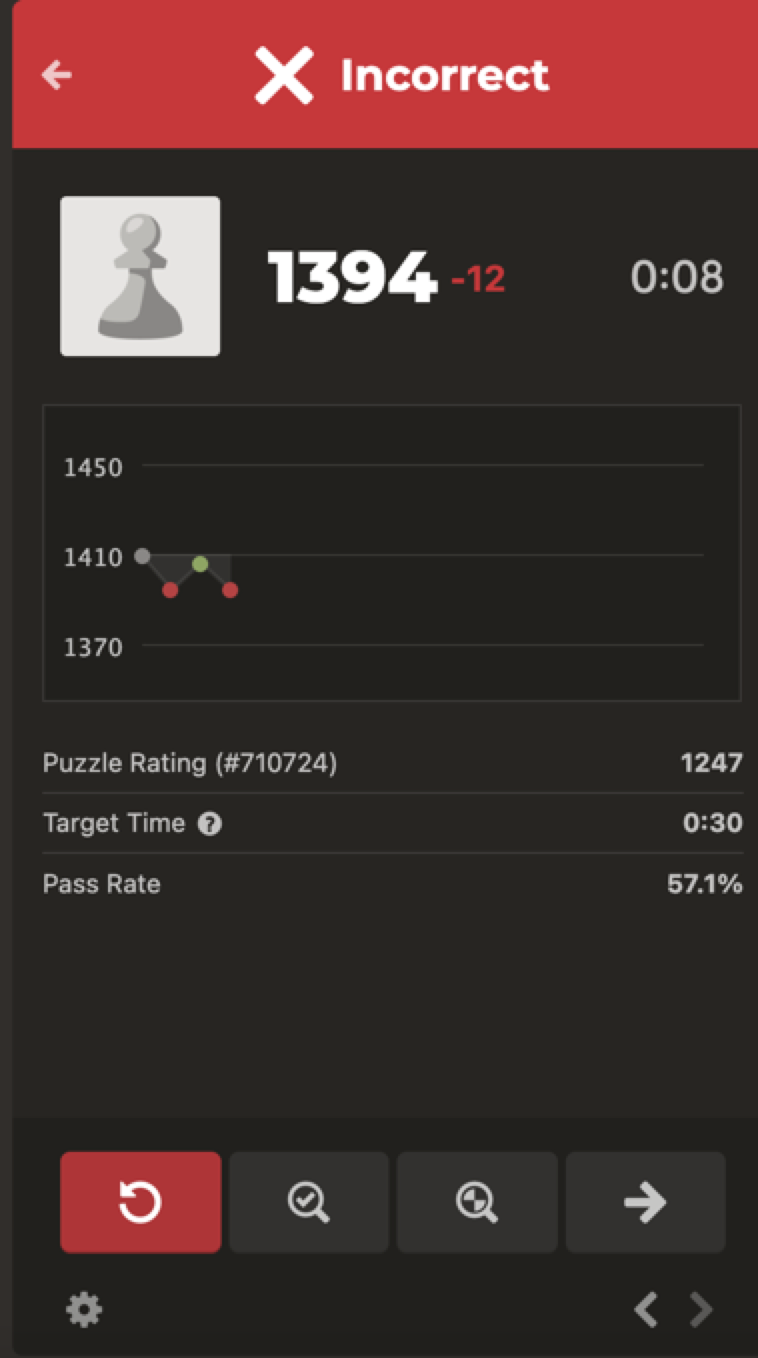 Incorrect
1394 -12 0:08
1450
1410
1370
Puzzle Rating (#710724) 1247
Target Time ? 0:30
Pass Rate 57.1%